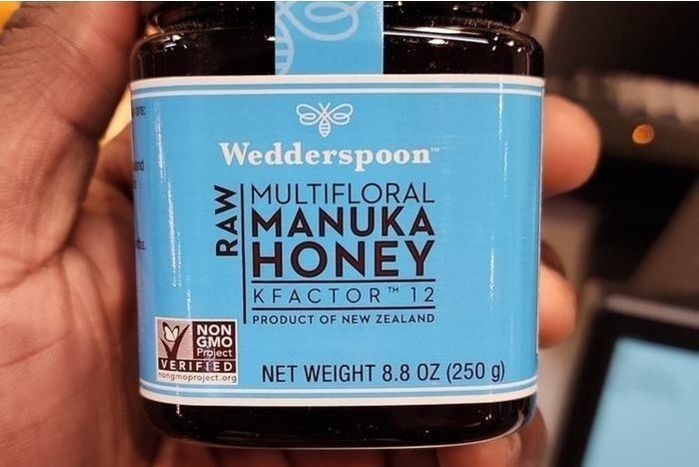 Wedderspoon™
RAW
MULTIFLORAL
MANUKA
HONEY
KFACTOR™ 12
PRODUCT OF NEW ZEALAND
NON
GMO
Project
VERIFIED
nongmoproject.org
NET WEIGHT 8.8 OZ (250 g)